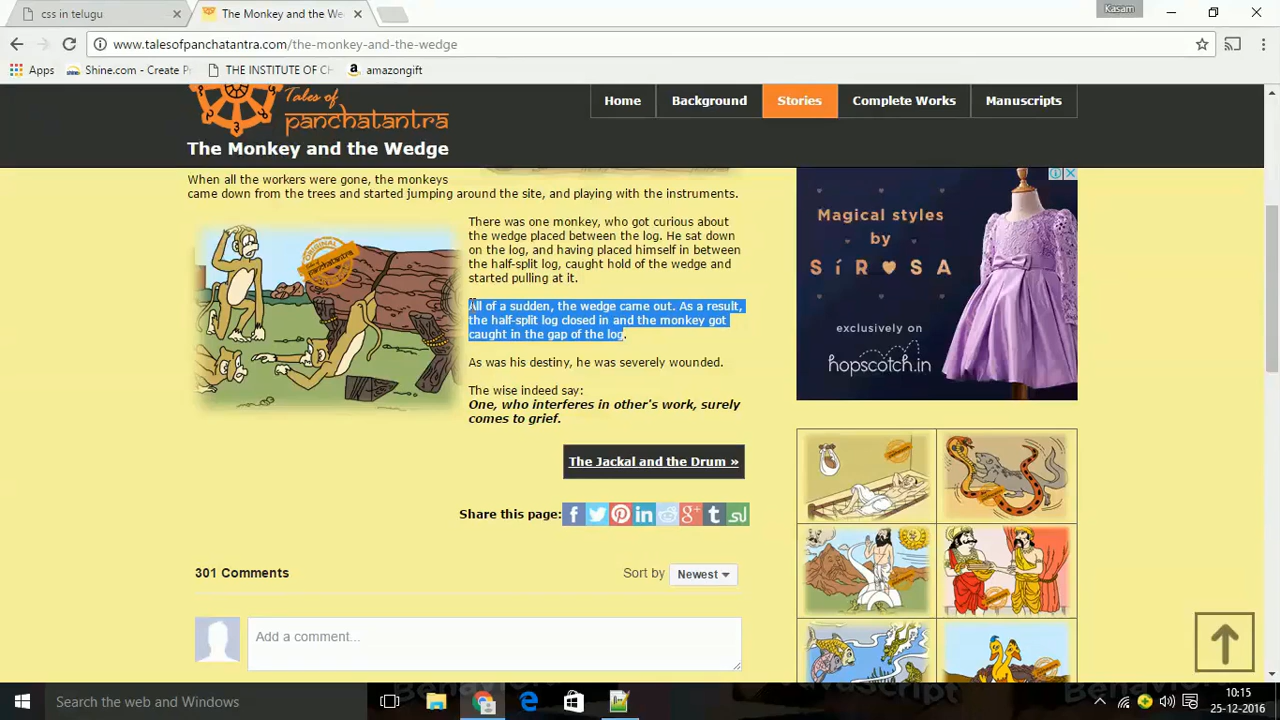 css in telugu
The Monkey and the We
Kasam
www.talesofpanchatantra.com/the-monkey-and-the-wedge
Apps
Shine.com - Create P
THE INSTITUTE OF CH
amazongift
Tales of
panchatantra
The Monkey and the Wedge
Home
Background
Stories
Complete Works
Manuscripts
When all the workers were gone, the monkeys
came down from the trees and started jumping around the site, and playing with the instruments.
There was one monkey, who got curious about
the wedge placed between the log. He sat down
on the log, and having placed himself in between
the half-split log, caught hold of the wedge and
started pulling at it.
All of a sudden, the wedge came out. As a result,
the half-split log closed in and the monkey got
caught in the gap of the log.
As was his destiny, he was severely wounded.
The wise indeed say:
One, who interferes in other's work, surely
comes to grief.
The Jackal and the Drum »
Share this page:
301 Comments
Sort by
Newest
Add a comment...
ORIGINAL
panchatantra
Magical styles
by
SÍROSA
exclusively on
hopscotch.in
Search the web and Windows
10:15
25-12-2016